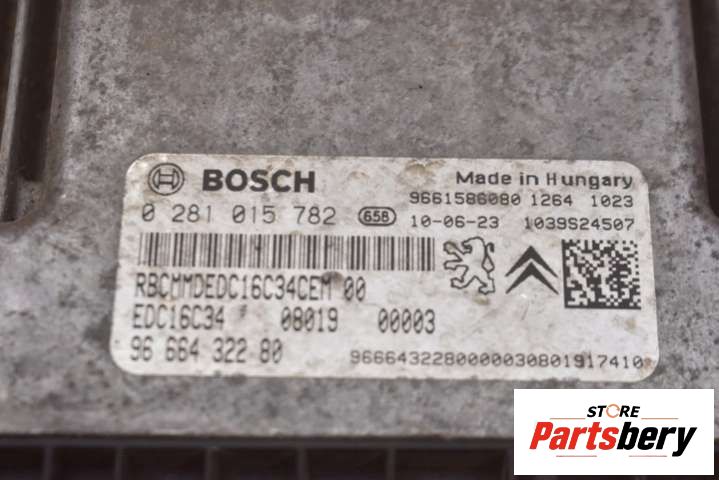 BOSCH
Made in Hungary
9661586080 1264 1023
0 281 015 782 658
10-06-23 1039S24507
RBCMMDEDC16C34CEM 00
EDC16C34 08019 00003
96 664 322 80
9666432280000030801917410
STORE
Partsbery